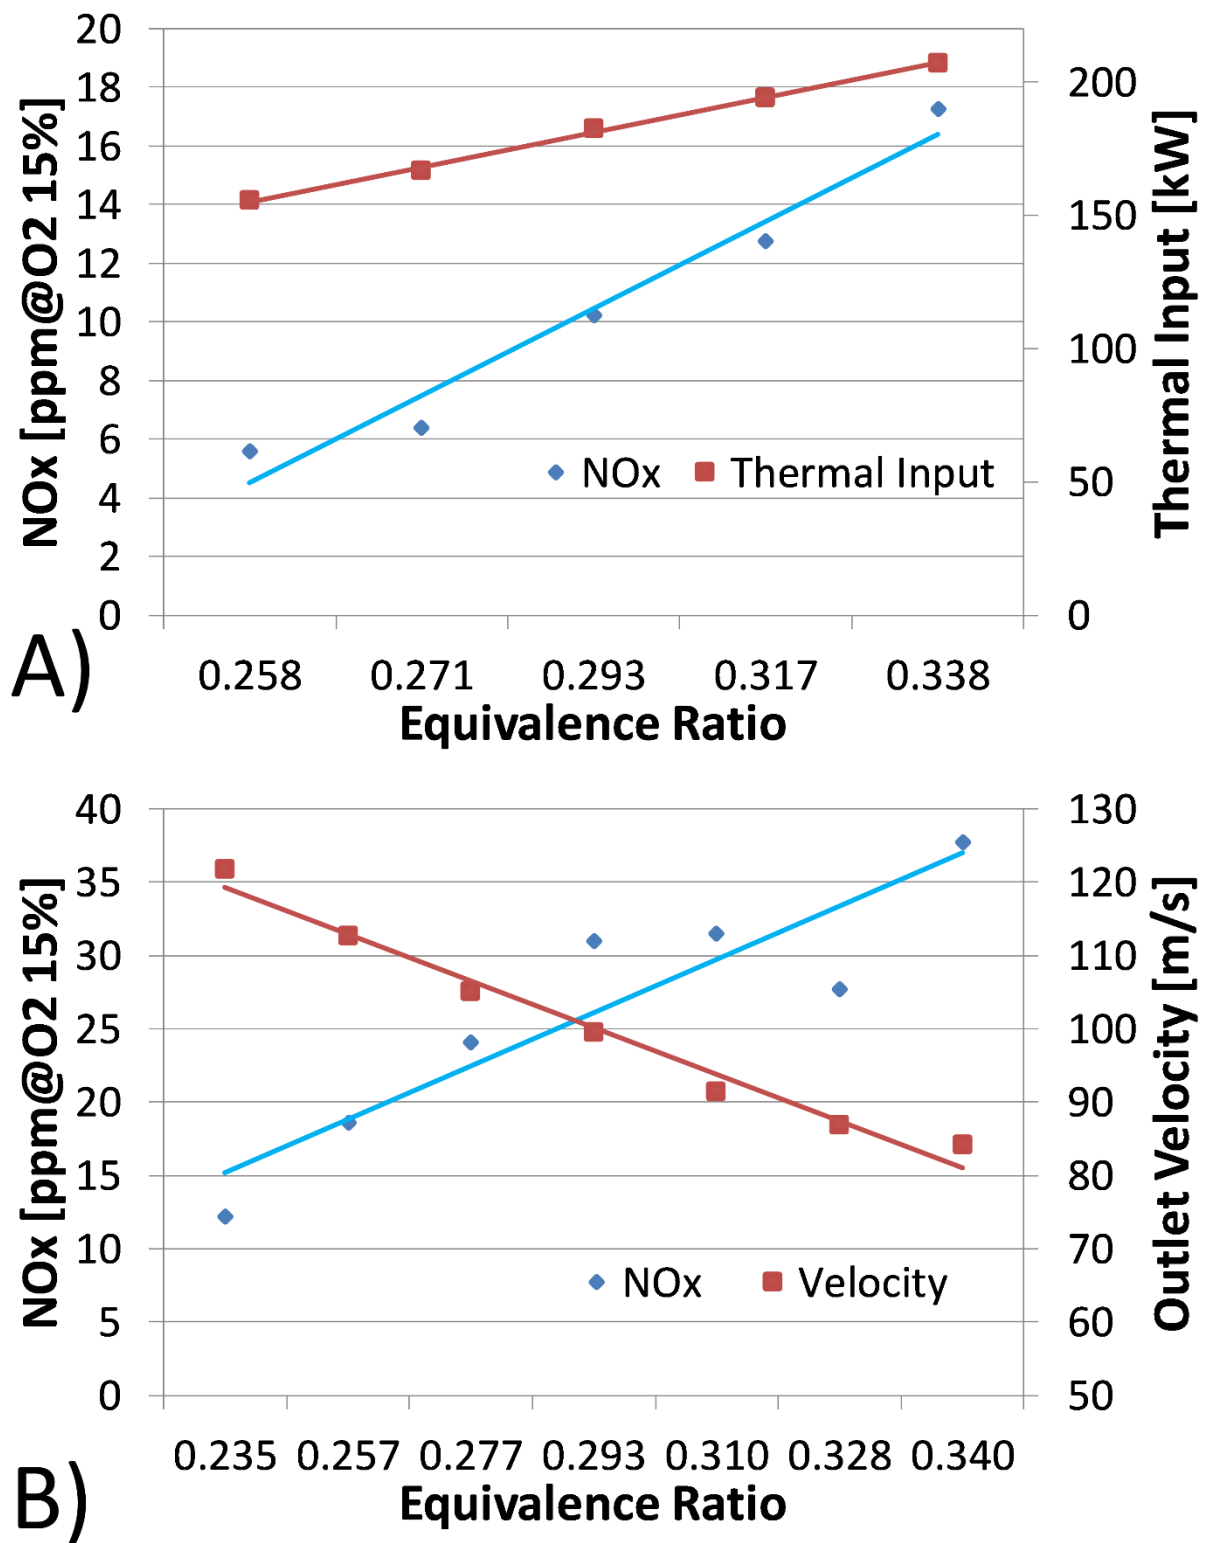 NOx [ppm@O2 15%]
20
18
16
14
12
10
8
6
4
2
0
200
150
100
50
0
Thermal Input [kW]
NOx Thermal Input
0.258 0.271 0.293 0.317 0.338
Equivalence Ratio
A)
NOx [ppm@O2 15%]
40
35
30
25
20
15
10
5
0
130
120
110
100
90
80
70
60
50
Outlet Velocity [m/s]
NOx Velocity
0.235 0.257 0.277 0.293 0.310 0.328 0.340
Equivalence Ratio
B)